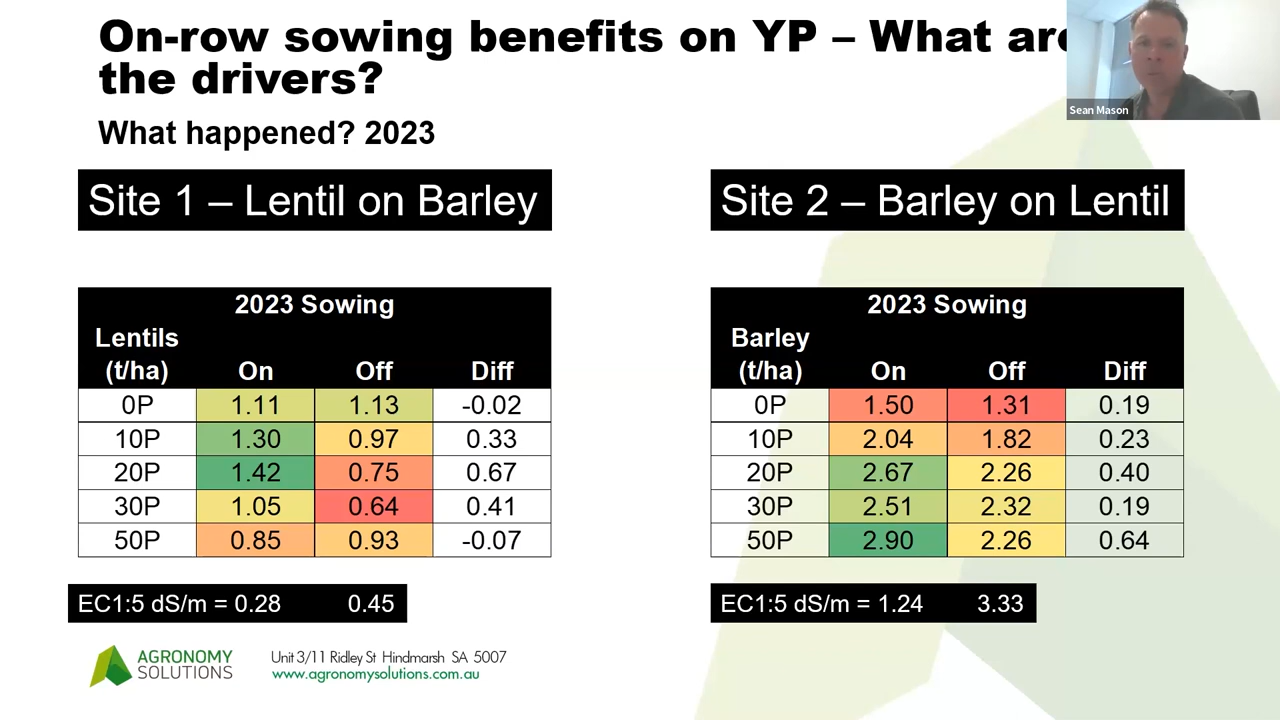 On-row sowing benefits on YP – What are
the drivers?
Sean Mason
What happened? 2023
Site 1 – Lentil on Barley
2023 Sowing
Lentils
(t/ha) On Off Diff
0P 1.11 1.13 -0.02
10P 1.30 0.97 0.33
20P 1.42 0.75 0.67
30P 1.05 0.64 0.41
50P 0.85 0.93 -0.07
EC1:5 dS/m = 0.28 0.45
Site 2 – Barley on Lentil
2023 Sowing
Barley
(t/ha) On Off Diff
0P 1.50 1.31 0.19
10P 2.04 1.82 0.23
20P 2.67 2.26 0.40
30P 2.51 2.32 0.19
50P 2.90 2.26 0.64
EC1:5 dS/m = 1.24 3.33
AGRONOMY
SOLUTIONS
Unit 3/11 Ridley St Hindmarsh SA 5007
www.agronomysolutions.com.au